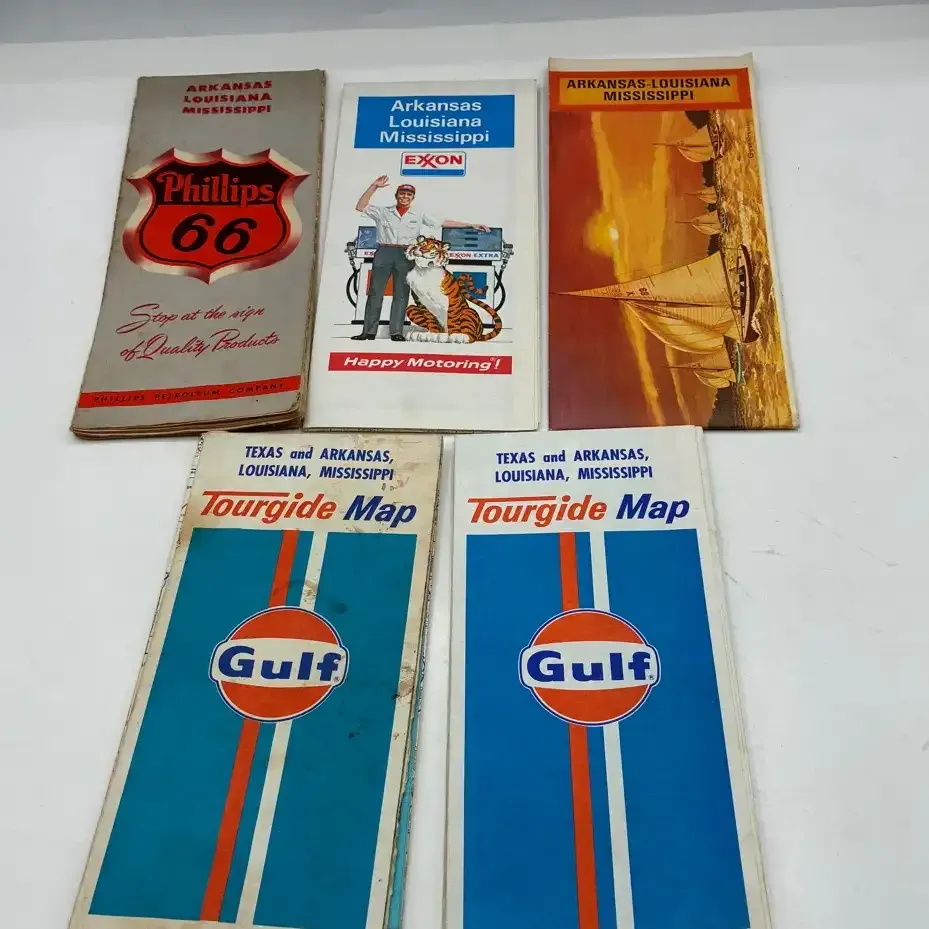 ARKANSAS
LOUISIANA
MISSISSIPPI
Phillips
66
Stop at the sign
of Quality Products
PHILLIPS PETROLEUM COMPANY
Arkansas
Louisiana
Mississippi
EXXON
EXXON EXTRA
Happy Motoring®!
ARKANSAS-LOUISIANA
MISSISSIPPI
TEXAS and ARKANSAS,
LOUISIANA, MISSISSIPPI
Tourgide Map
Gulf®
TEXAS and ARKANSAS,
LOUISIANA, MISSISSIPPI
Tourgide Map
Gulf®